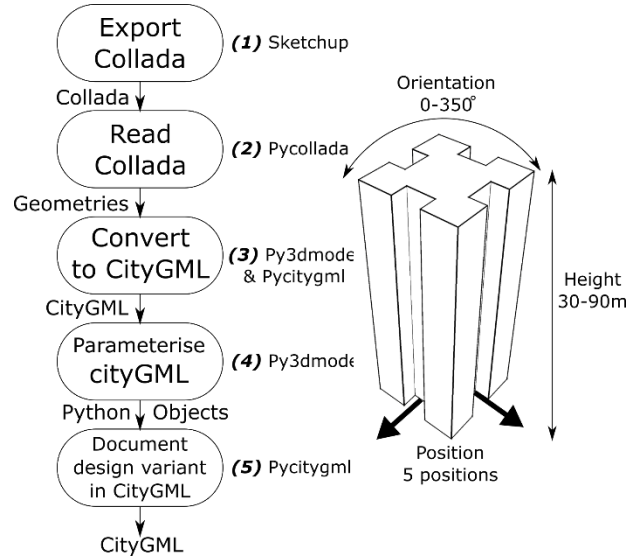 Export
Collada
(1) Sketchup
Collada
Read
Collada
(2) Pycollada
Geometries
Convert
to CityGML
(3) Py3dmode
& Pycitygml
CityGML
Parameterise
cityGML
(4) Py3dmode
Python Objects
Document
design variant
in CityGML
(5) Pycitygml
CityGML
Orientation
0-350°
Height
30-90m
Position
5 positions